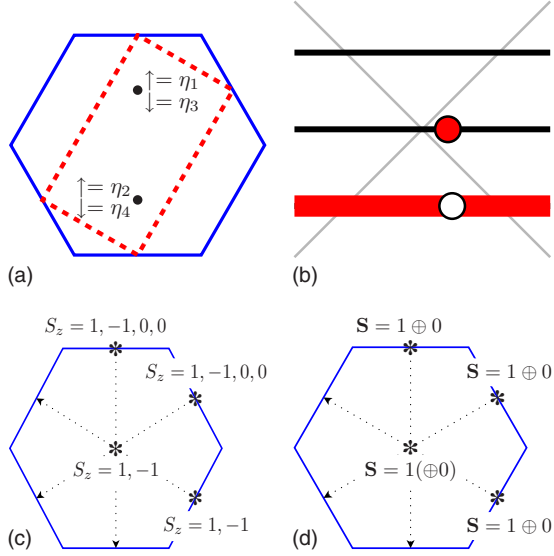 ↑= η1
↓= η3
↑= η2
↓= η4
(a)
(b)
Sz = 1, −1, 0, 0
Sz = 1, −1, 0, 0
Sz = 1, −1
Sz = 1, −1
(c)
S = 1 ⊕ 0
S = 1 ⊕ 0
S = 1(⊕0)
S = 1 ⊕ 0
(d)